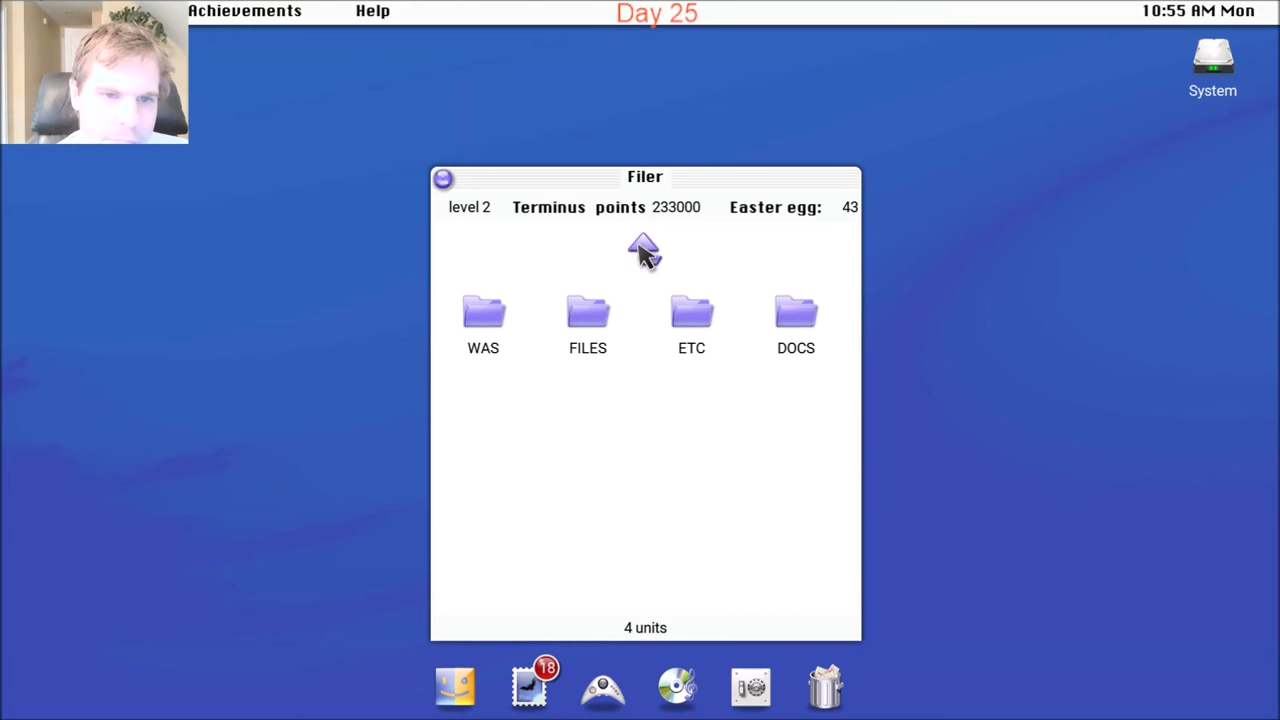 Achievements Help Day 25 10:55 AM Mon
System
Filer
level 2 Terminus points 233000 Easter egg: 43
WAS FILES ETC DOCS
4 units
18